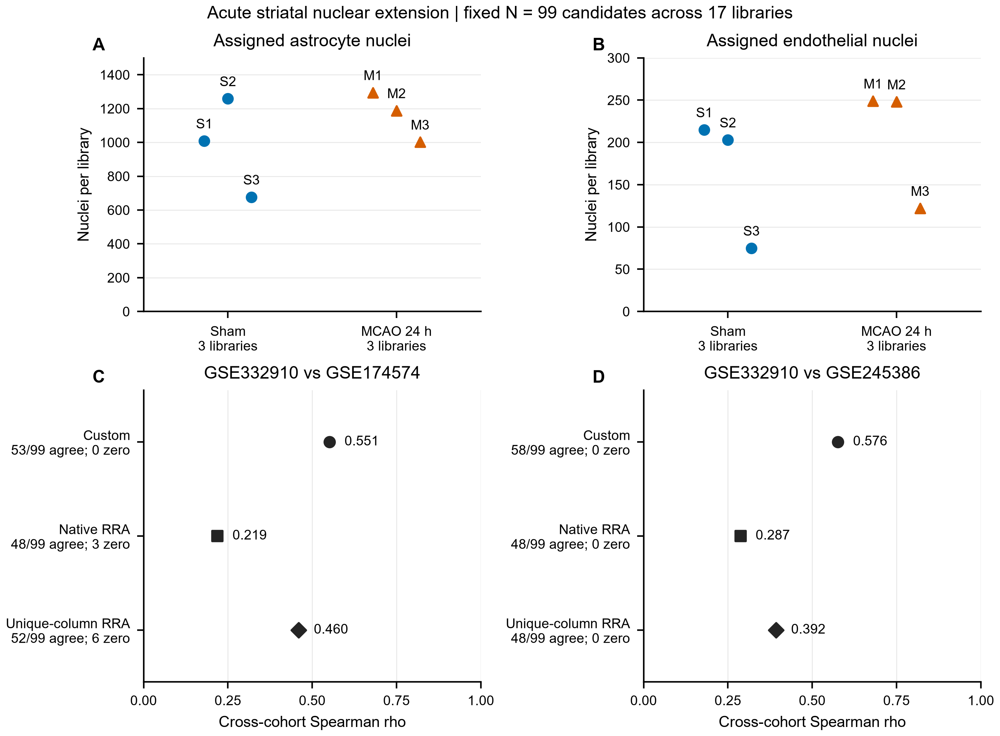 Acute striatal nuclear extension | fixed N = 99 candidates across 17 libraries
A
Assigned astrocyte nuclei
Nuclei per library
1400
1200
1000
800
600
400
200
0
S1
S2
S3
M1
M2
M3
Sham
3 libraries
MCAO 24 h
3 libraries
B
Assigned endothelial nuclei
Nuclei per library
300
250
200
150
100
50
0
S1
S2
S3
M1
M2
M3
Sham
3 libraries
MCAO 24 h
3 libraries
C
GSE332910 vs GSE174574
Custom
53/99 agree; 0 zero
0.551
Native RRA
48/99 agree; 3 zero
0.219
Unique-column RRA
52/99 agree; 6 zero
0.460
0.00
0.25
0.50
0.75
1.00
Cross-cohort Spearman rho
D
GSE332910 vs GSE245386
Custom
58/99 agree; 0 zero
0.576
Native RRA
48/99 agree; 0 zero
0.287
Unique-column RRA
48/99 agree; 0 zero
0.392
0.00
0.25
0.50
0.75
1.00
Cross-cohort Spearman rho